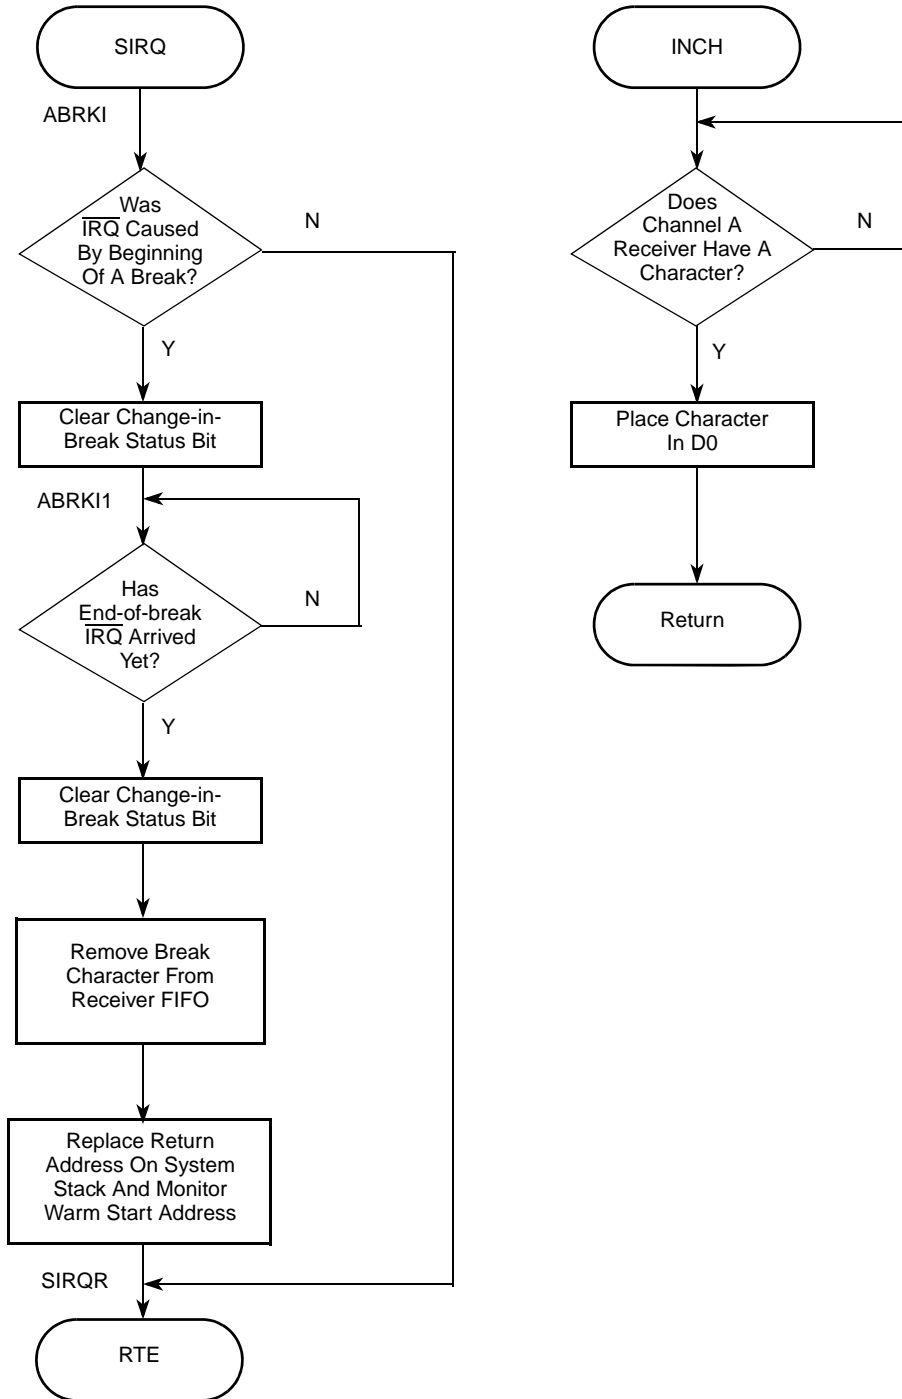 SIRQ
ABRKI
Was
IRQ Caused
By Beginning
Of A Break?
N
Y
Clear Change-in-
Break Status Bit
ABRKI1
Has
End-of-break
IRQ Arrived
Yet?
N
Y
Clear Change-in-
Break Status Bit
Remove Break
Character From
Receiver FIFO
Replace Return
Address On System
Stack And Monitor
Warm Start Address
SIRQR
RTE
INCH
Does
Channel A
Receiver Have A
Character?
N
Y
Place Character
In D0
Return